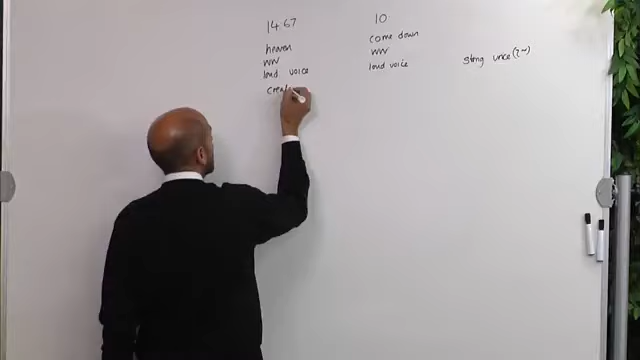 14 6,7
heaven
WW
loud voice
10
come down
WW
loud voice
strong voice